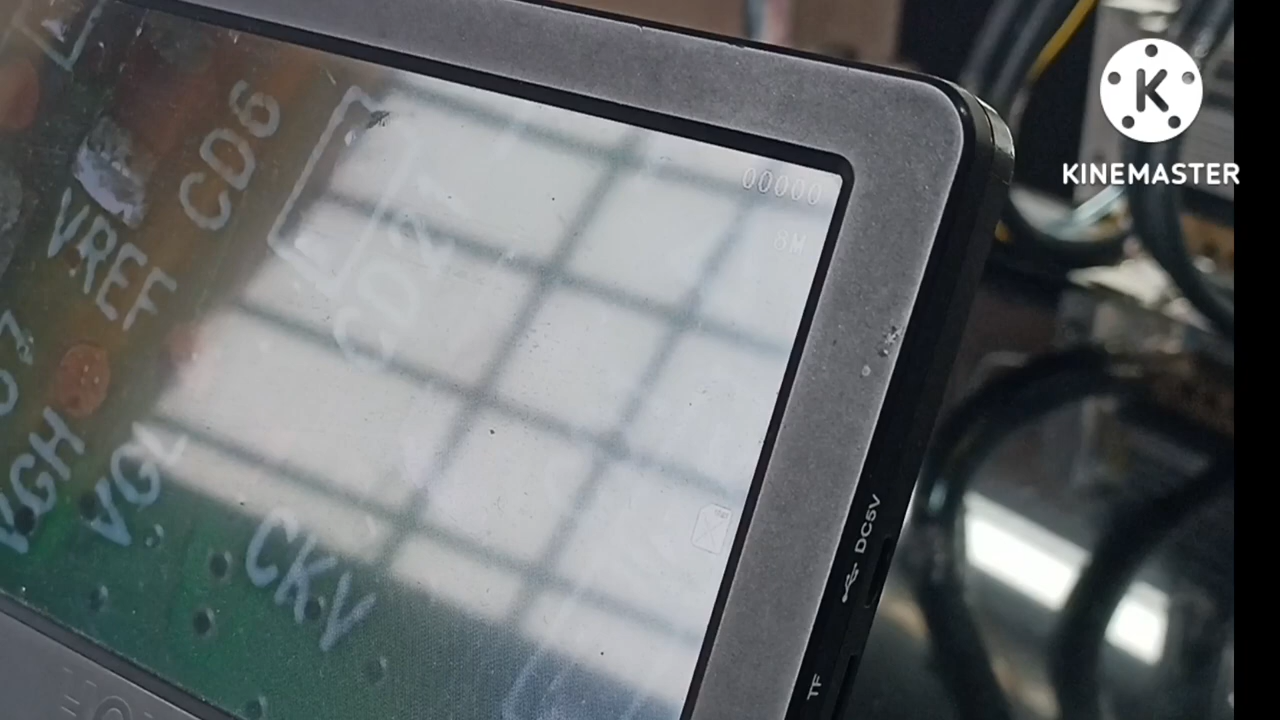 CD6
VREF
VGH
VGL
CKV
00000
8M
DC5V
TF
K
KINEMASTER